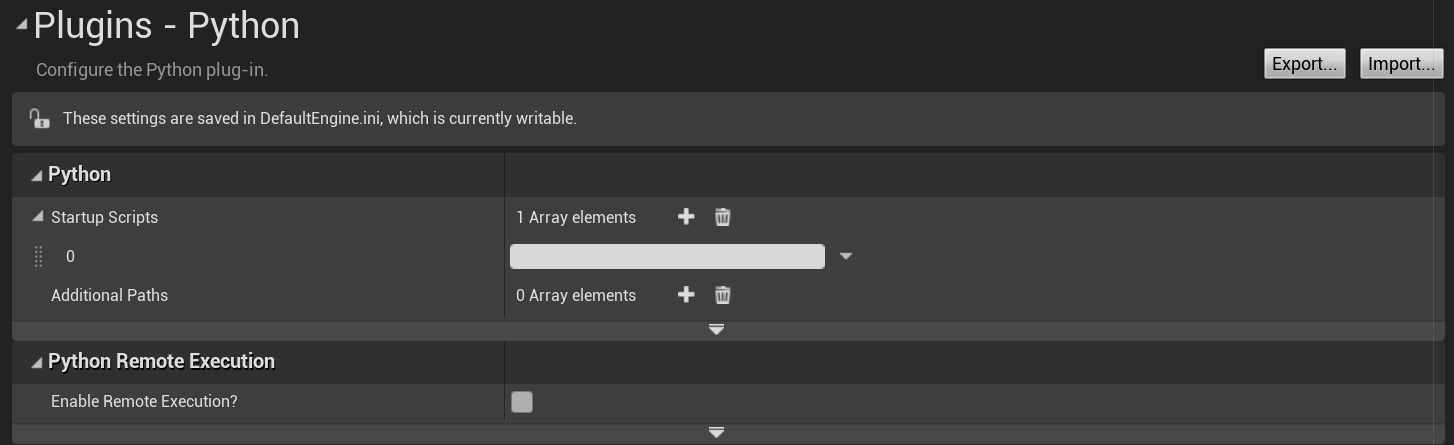 Plugins - Python
Configure the Python plug-in.
Export...
Import...
These settings are saved in DefaultEngine.ini, which is currently writable.
Python
Startup Scripts
1 Array elements
0
Additional Paths
0 Array elements
Python Remote Execution
Enable Remote Execution?